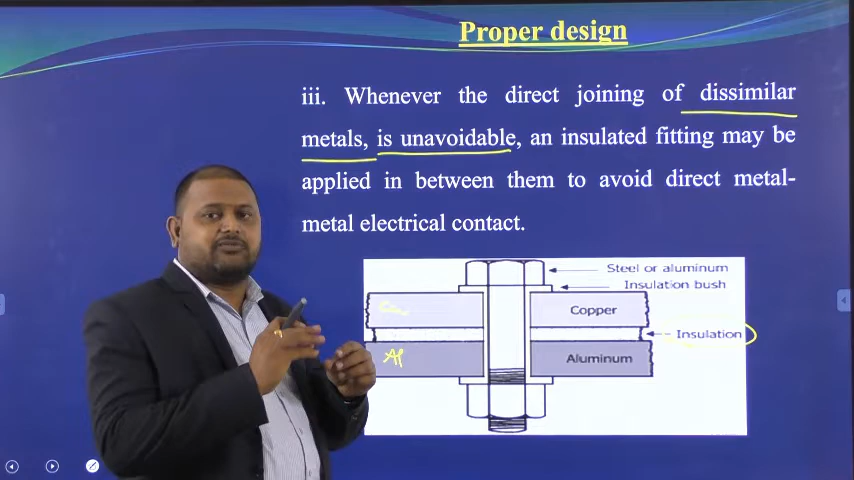 Proper design
iii. Whenever the direct joining of dissimilar
metals, is unavoidable, an insulated fitting may be
applied in between them to avoid direct metal-
metal electrical contact.
Steel or aluminum
Insulation bush
Cu
Copper
Insulation
Al
Aluminum